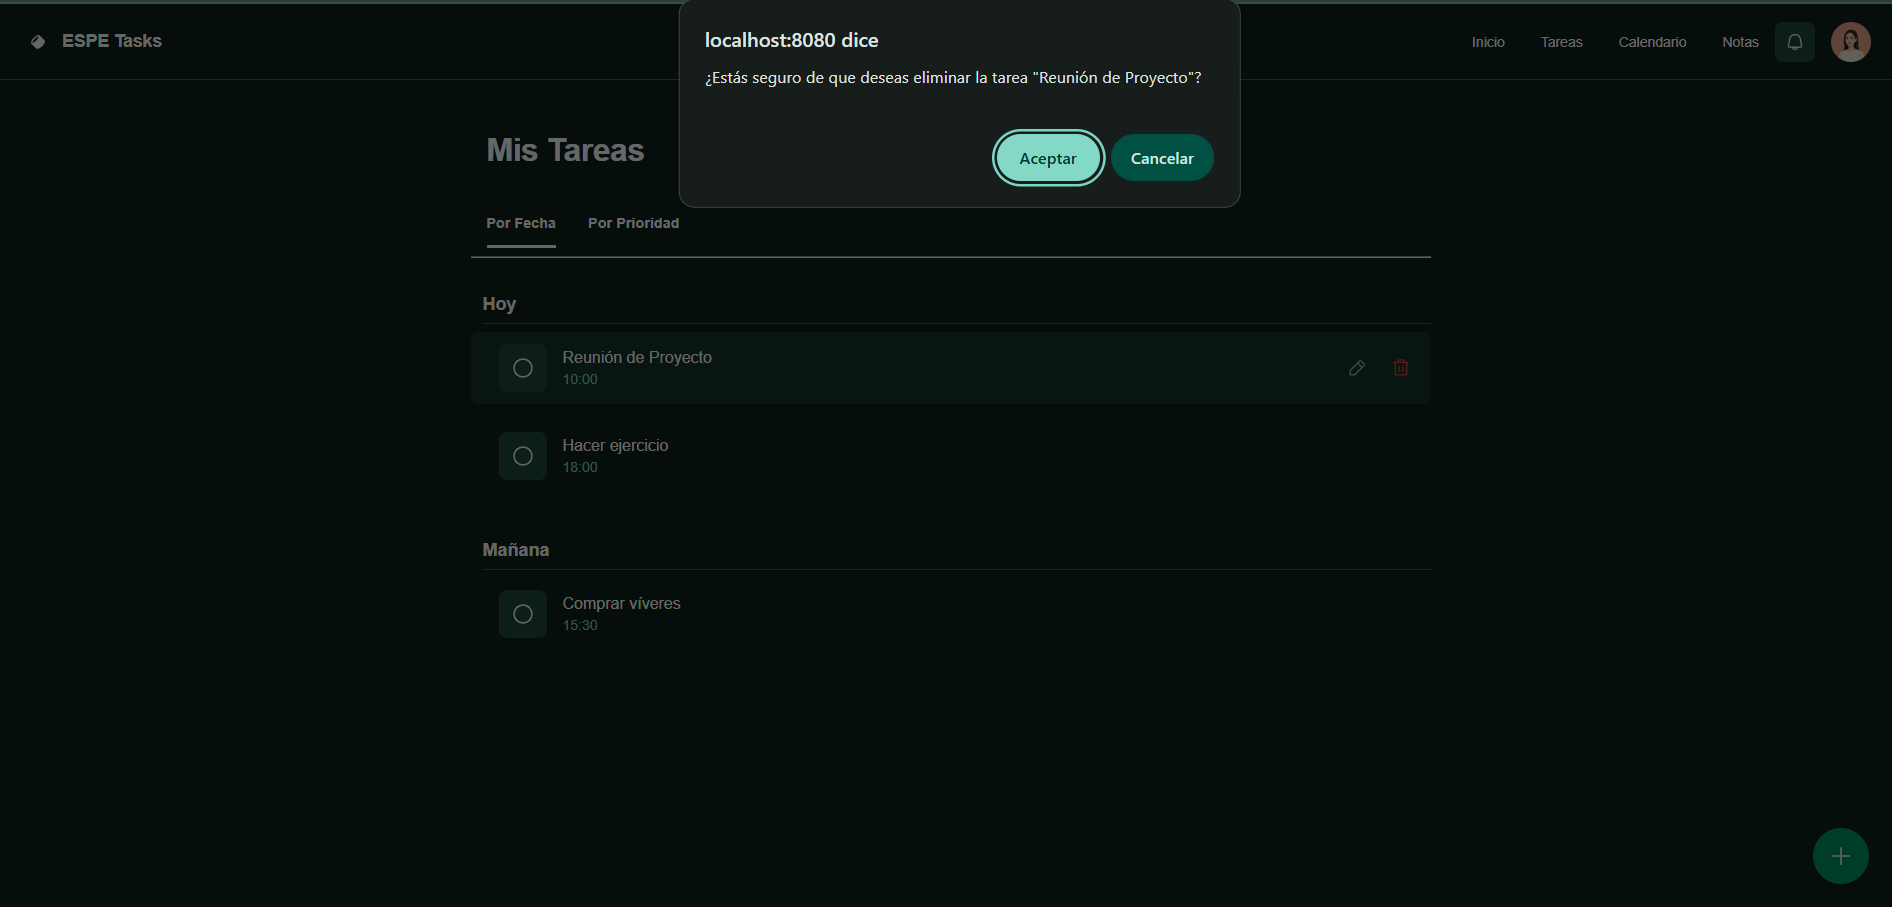 ESPE Tasks
Inicio
Tareas
Calendario
Notas
localhost:8080 dice
¿Estás seguro de que deseas eliminar la tarea "Reunión de Proyecto"?
Aceptar
Cancelar
Mis Tareas
Por Fecha
Por Prioridad
Hoy
Reunión de Proyecto
10:00
Hacer ejercicio
18:00
Mañana
Comprar víveres
15:30